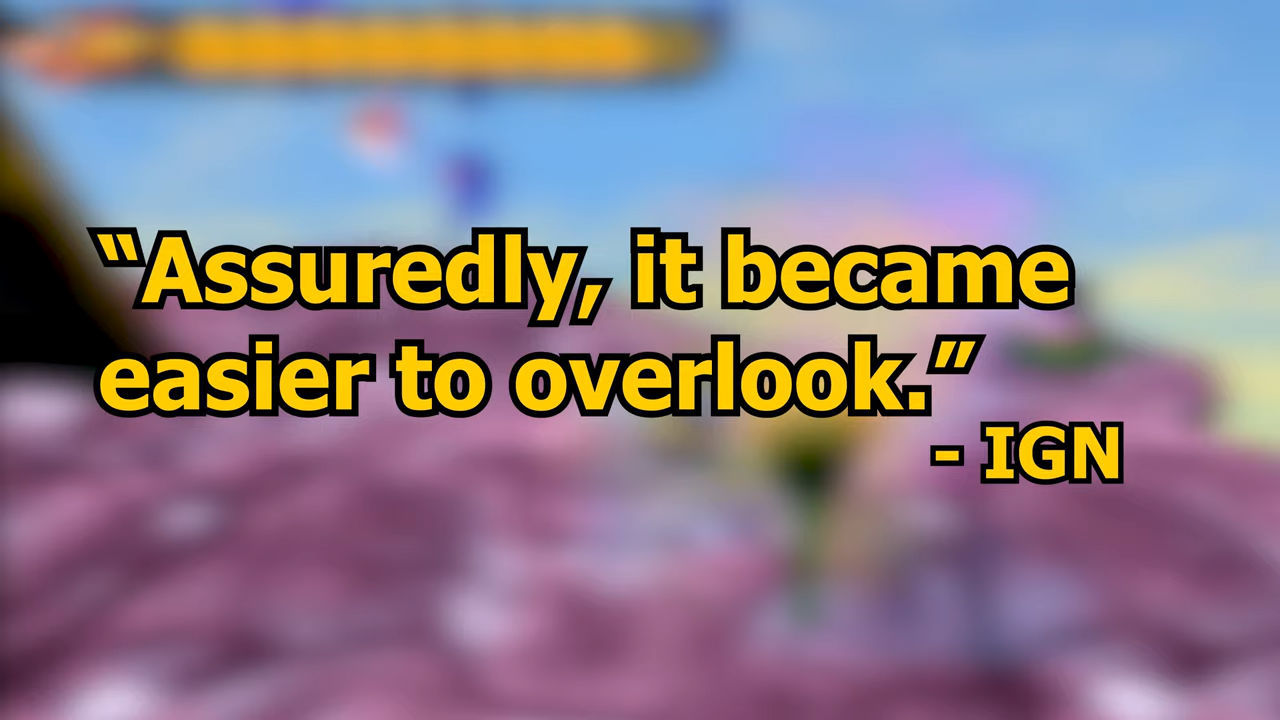 “Assuredly, it became
easier to overlook.”
- IGN